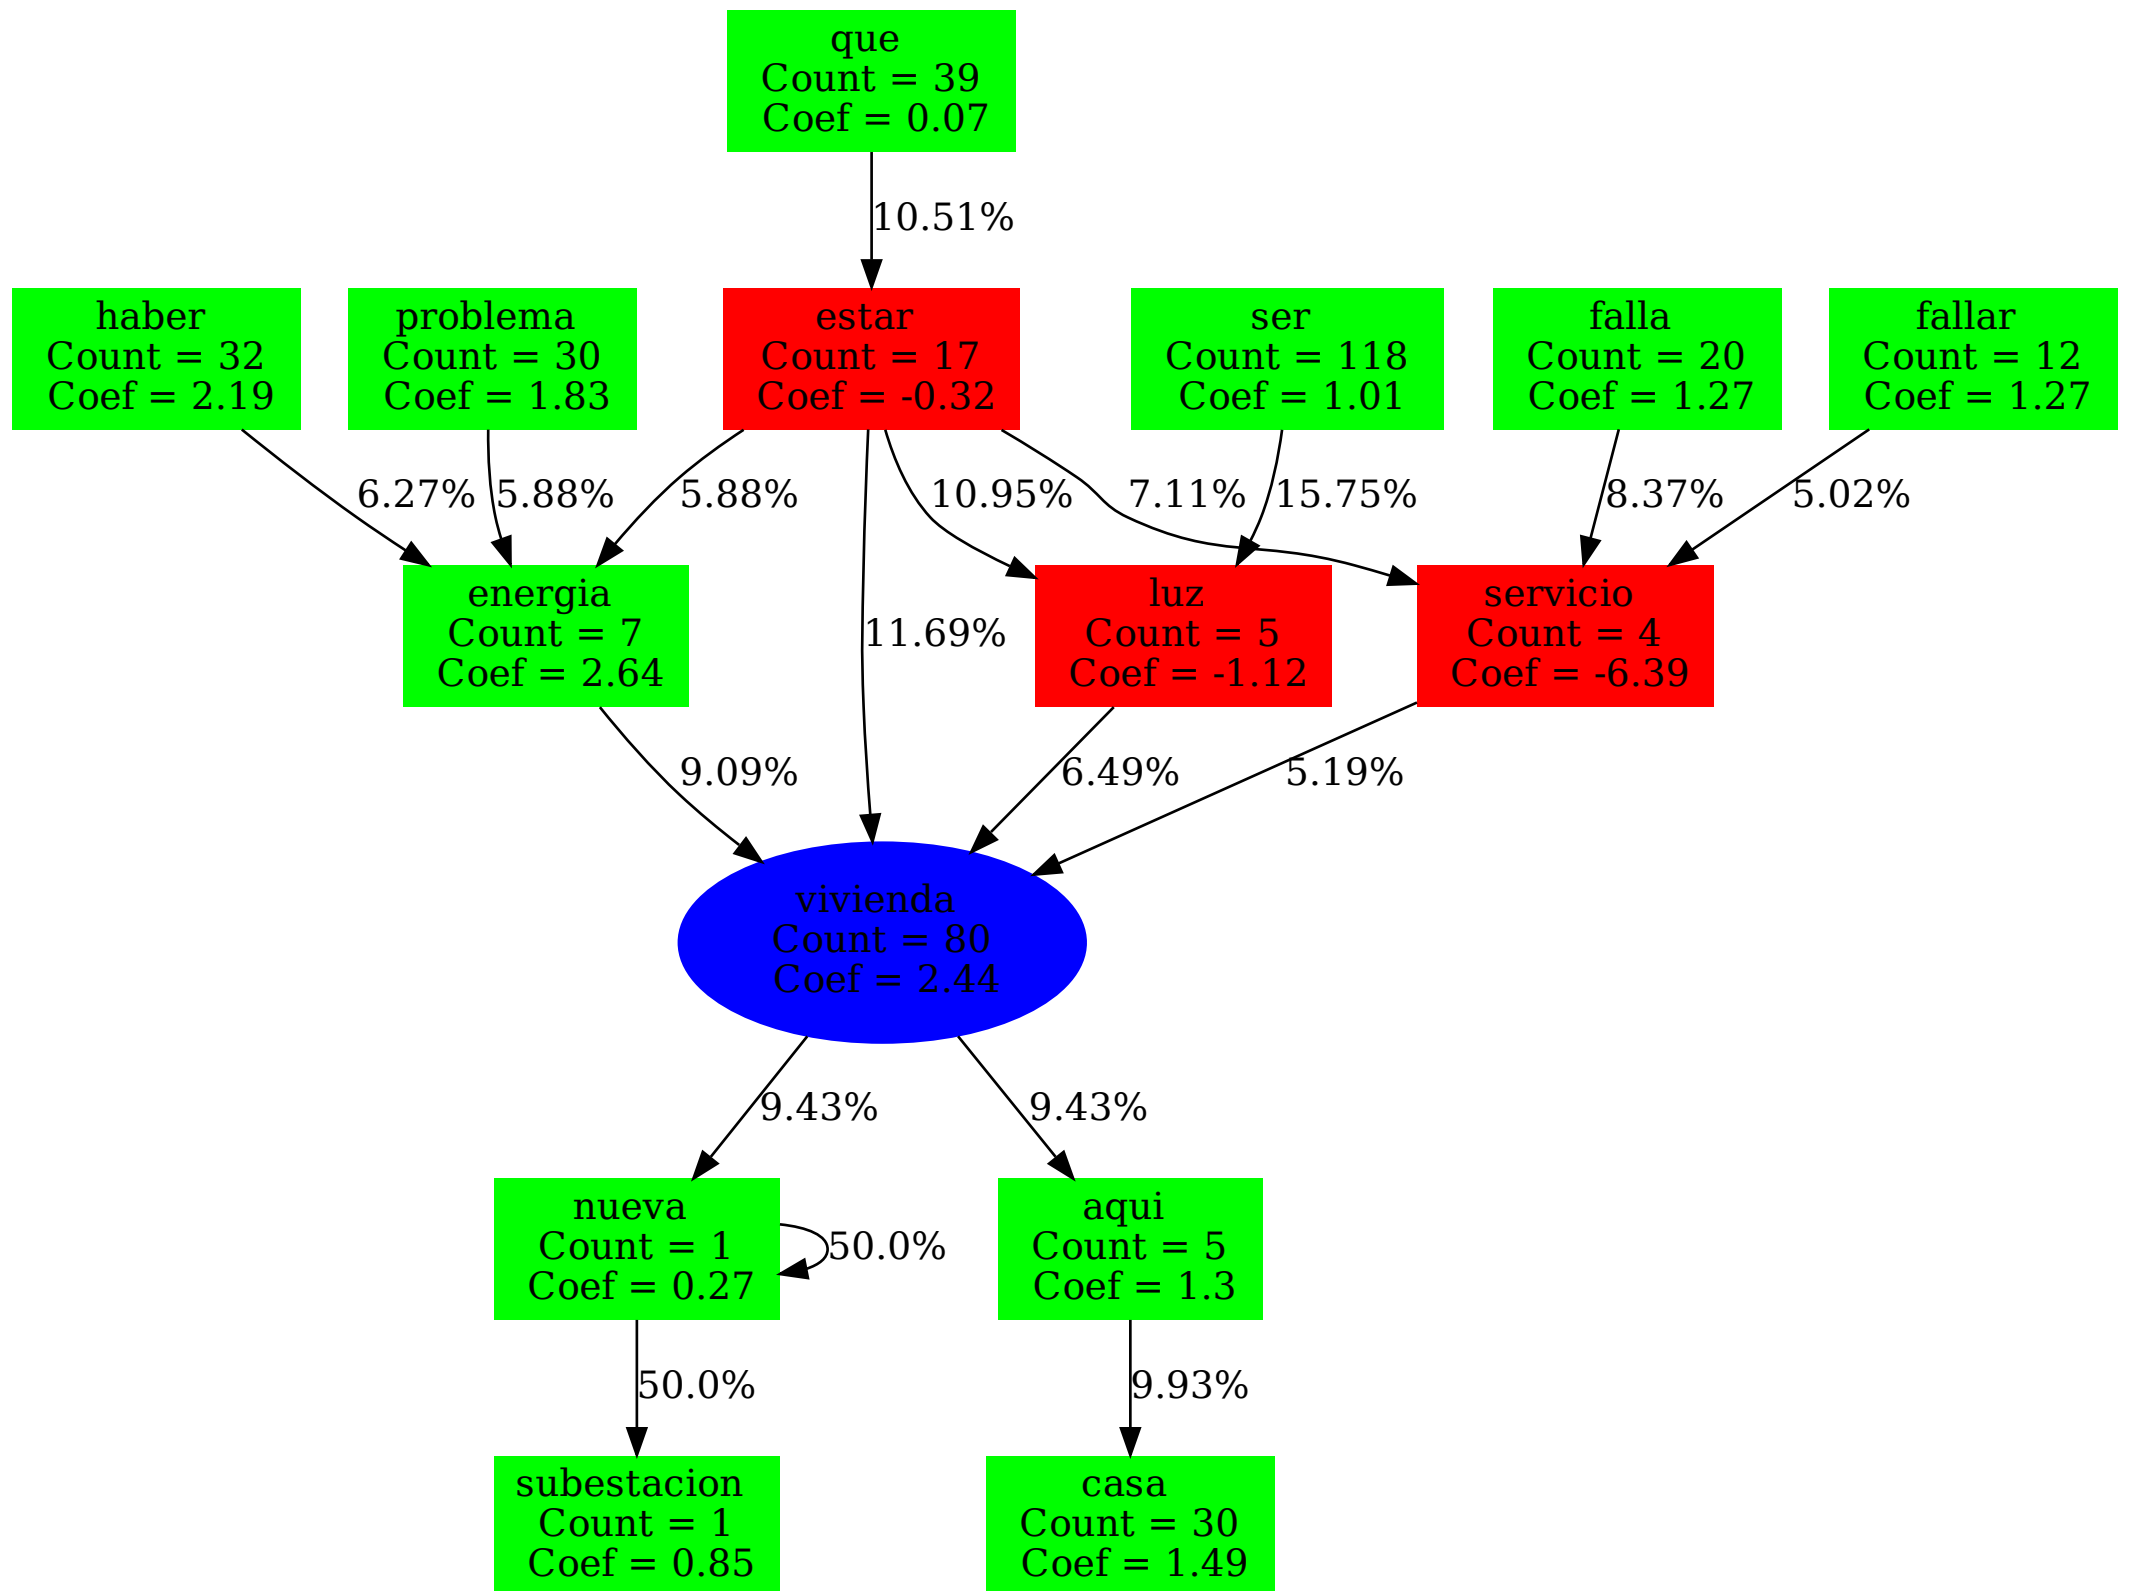 que
Count = 39
Coef = 0.07
10.51%
haber
Count = 32
Coef = 2.19
problema
Count = 30
Coef = 1.83
estar
Count = 17
Coef = -0.32
ser
Count = 118
Coef = 1.01
falla
Count = 20
Coef = 1.27
fallar
Count = 12
Coef = 1.27
6.27%
5.88%
5.88%
10.95%
7.11%
15.75%
8.37%
5.02%
energia
Count = 7
Coef = 2.64
11.69%
luz
Count = 5
Coef = -1.12
servicio
Count = 4
Coef = -6.39
9.09%
6.49%
5.19%
vivienda
Count = 80
Coef = 2.44
9.43%
9.43%
nueva
Count = 1
Coef = 0.27
50.0%
aqui
Count = 5
Coef = 1.3
50.0%
9.93%
subestacion
Count = 1
Coef = 0.85
casa
Count = 30
Coef = 1.49